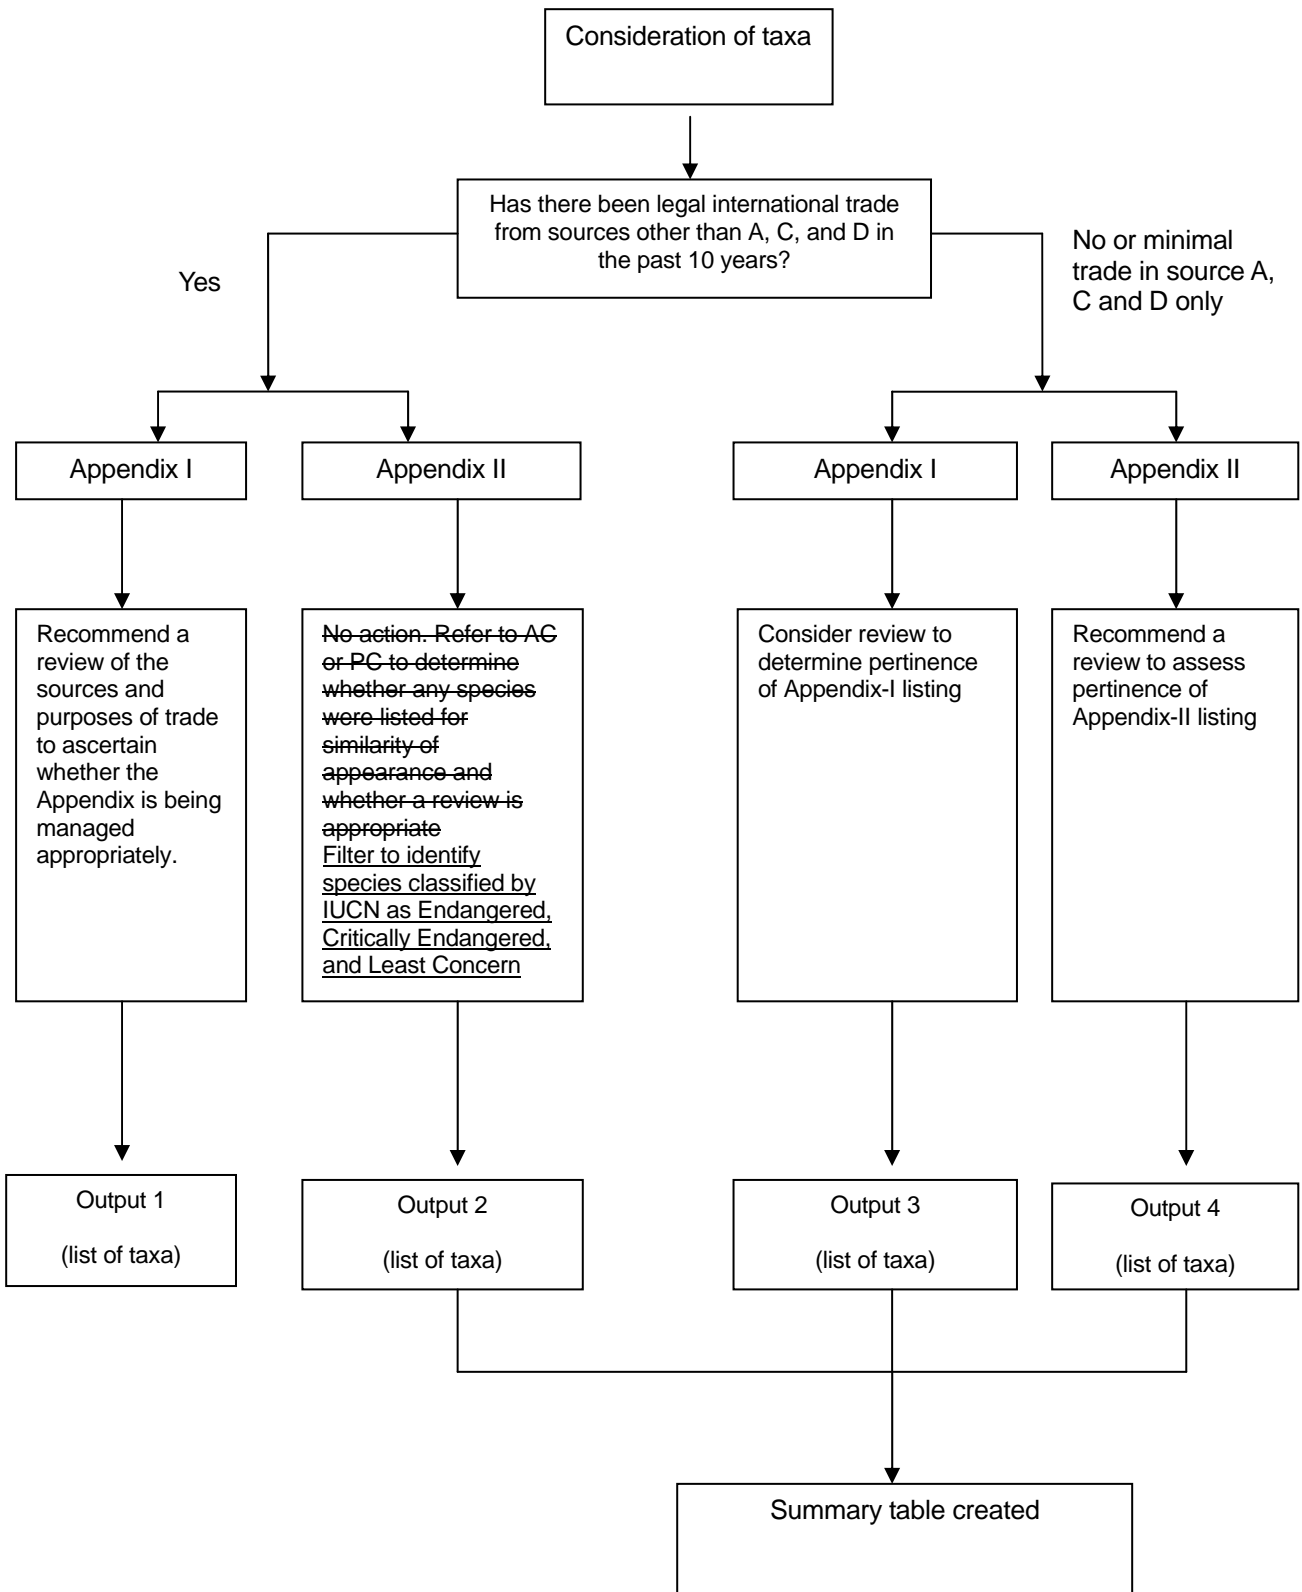 Consideration of taxa
Has there been legal international trade
from sources other than A, C, and D in
the past 10 years?
Yes
No or minimal
trade in source A,
C and D only
Appendix I
Appendix II
Appendix I
Appendix II
Recommend a
review of the
sources and
purposes of trade
to ascertain
whether the
Appendix is being
managed
appropriately.
No action. Refer to AC
or PC to determine
whether any species
were listed for
similarity of
appearance and
whether a review is
appropriate
Filter to identify
species classified by
IUCN as Endangered,
Critically Endangered,
and Least Concern
Consider review to
determine pertinence
of Appendix-I listing
Recommend a
review to assess
pertinence of
Appendix-II listing
Output 1
(list of taxa)
Output 2
(list of taxa)
Output 3
(list of taxa)
Output 4
(list of taxa)
Summary table created